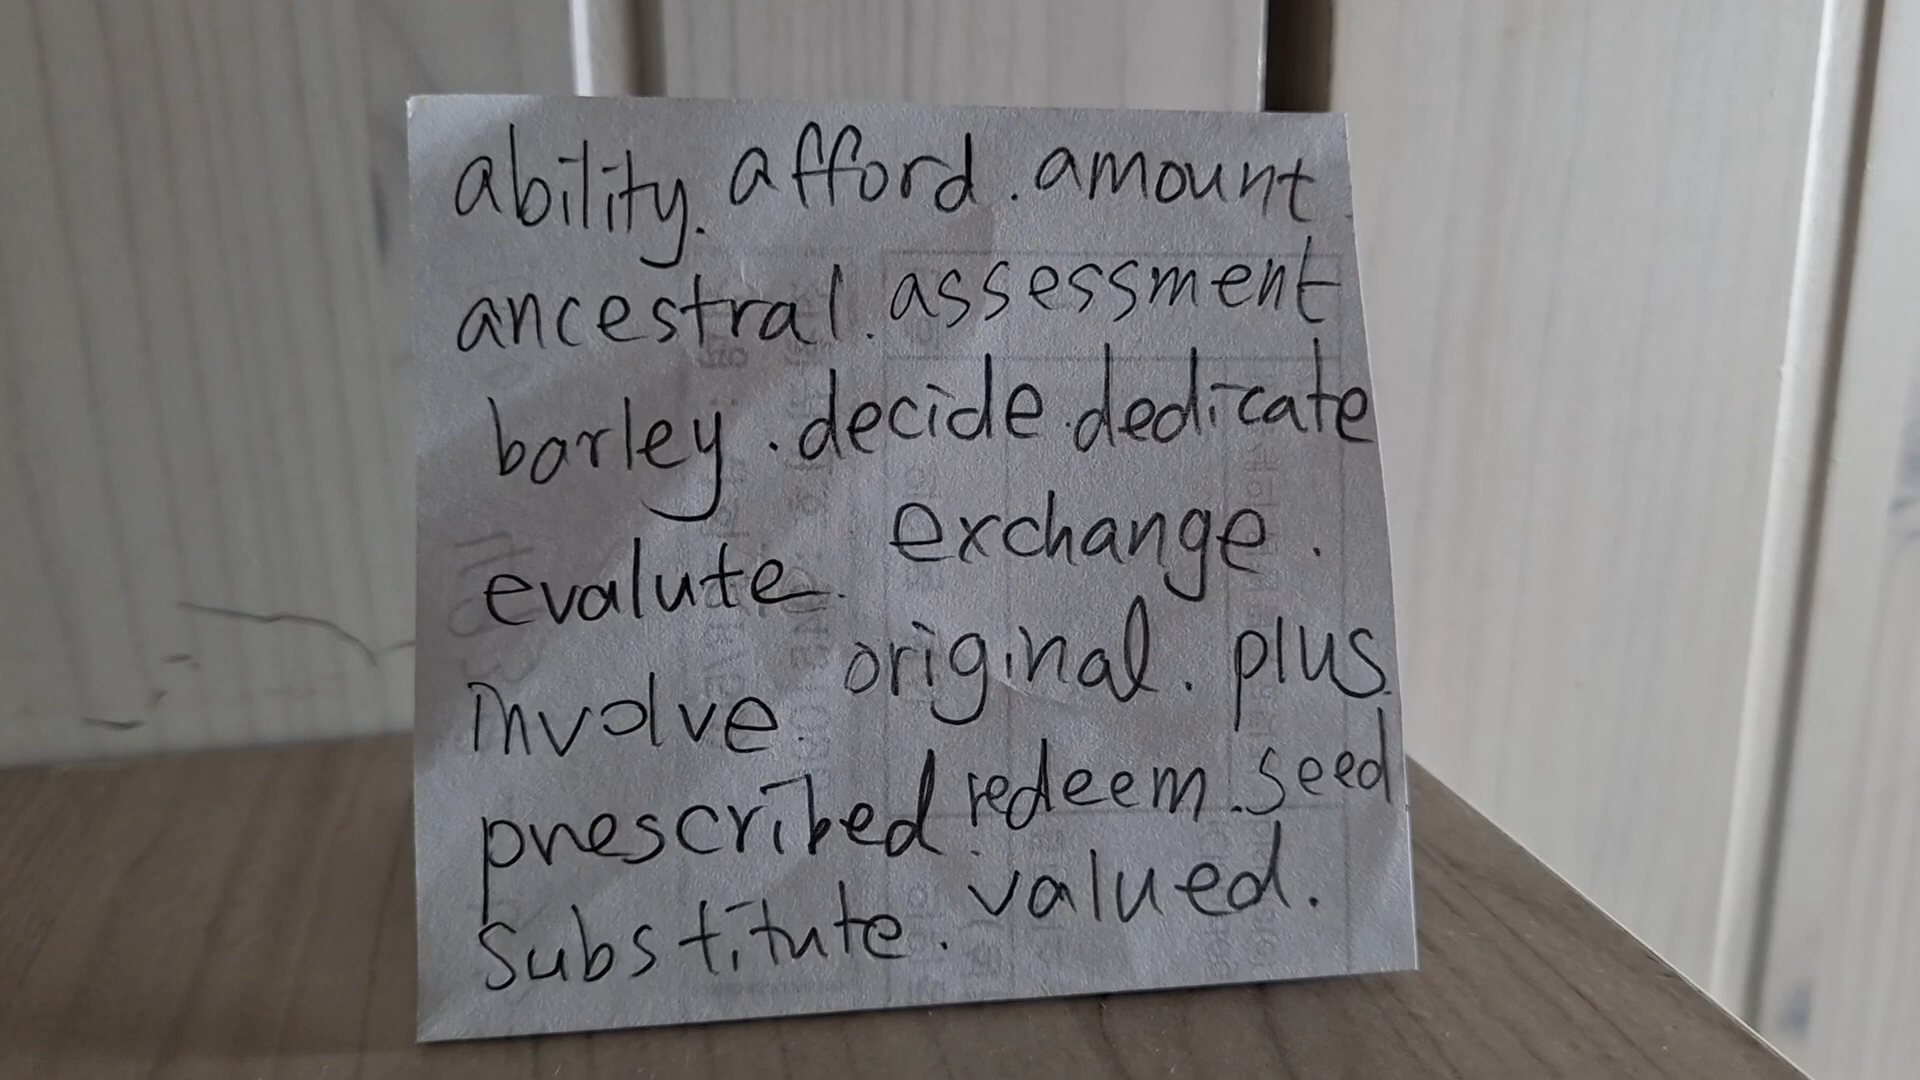 ability. afford. amount.
ancestral. assessment
barley. decide. dedicate
evalute. exchange.
involve. original. plus.
prescribed. redeem. seed
substitute. valued.